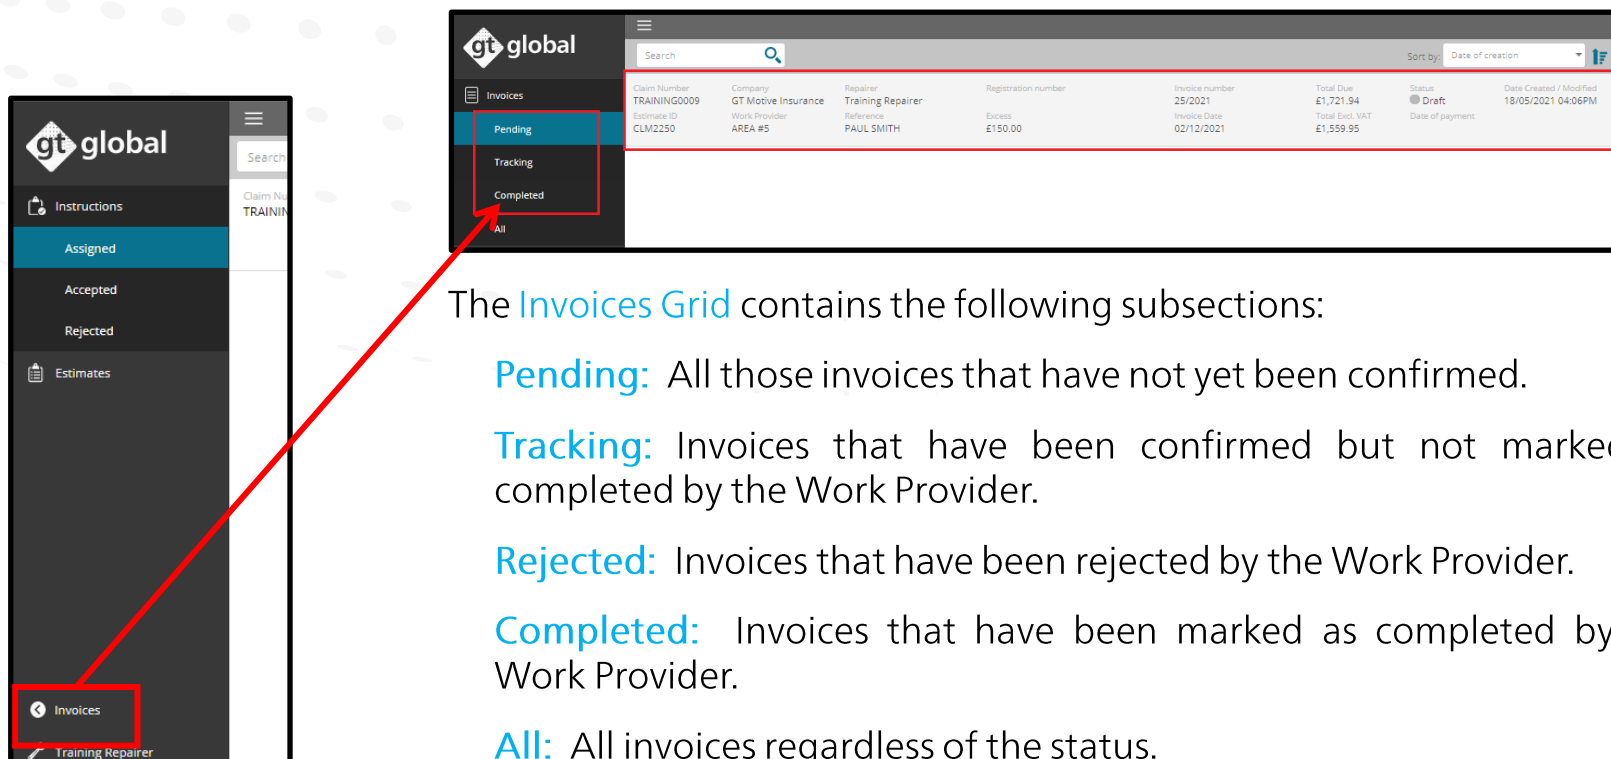 gt global
Instructions
Assigned
Accepted
Rejected
Estimates
Invoices
Training Repairer
Search
Claim Nu
TRAININ
gt global
Invoices
Pending
Tracking
Completed
All
Search
Sort by: Date of creation
Claim Number Company Repairer Registration number Invoice number Total Due Status Date Created / Modified
TRAINING0009 GT Motive Insurance Training Repairer 25/2021 £1,721.94 Draft 18/05/2021 04:06PM
Estimate ID Work Provider Reference Excess Invoice Date Total Excl. VAT Date of payment
CLM2250 AREA #5 PAUL SMITH £150.00 02/12/2021 £1,559.95
The Invoices Grid contains the following subsections:
Pending: All those invoices that have not yet been confirmed.
Tracking: Invoices that have been confirmed but not marked
completed by the Work Provider.
Rejected: Invoices that have been rejected by the Work Provider.
Completed: Invoices that have been marked as completed by
Work Provider.
All: All invoices regardless of the status.